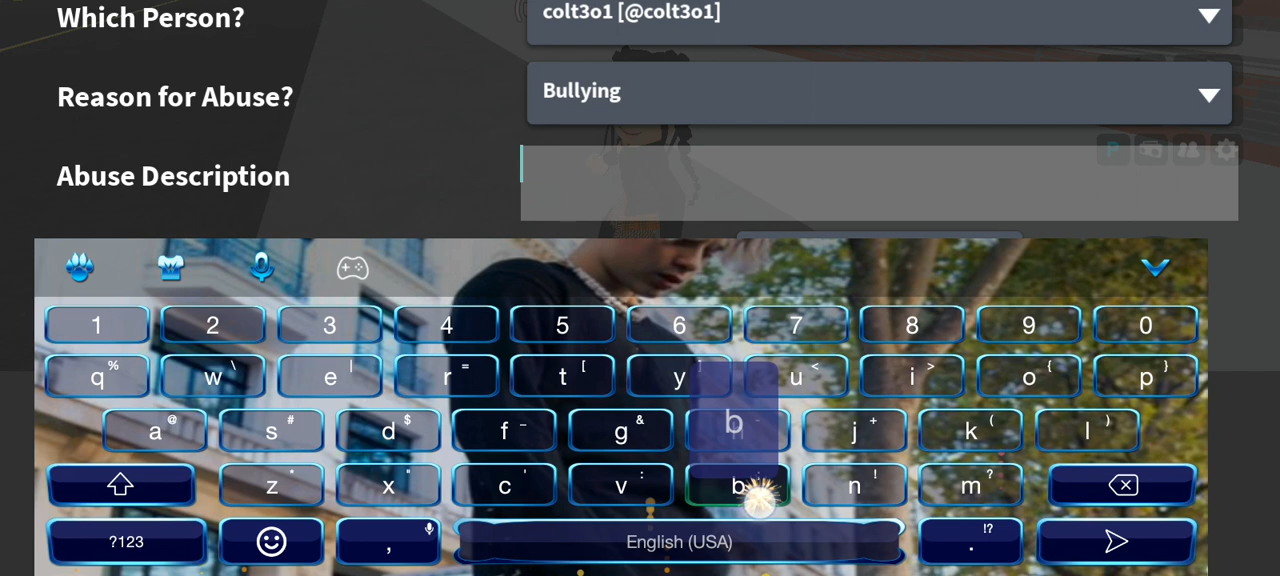 Which Person?
colt3o1 [@colt3o1]
Reason for Abuse?
Bullying
Abuse Description
P
1 2 3 4 5 6 7 8 9 0
q % w \ e | r = t [ y ] u < i > o { p }
b
a @ s # d $ f _ g & h - j + k ( l )
z * x " c ' v : b ; n ! m ?
?123 , . !? English (USA)